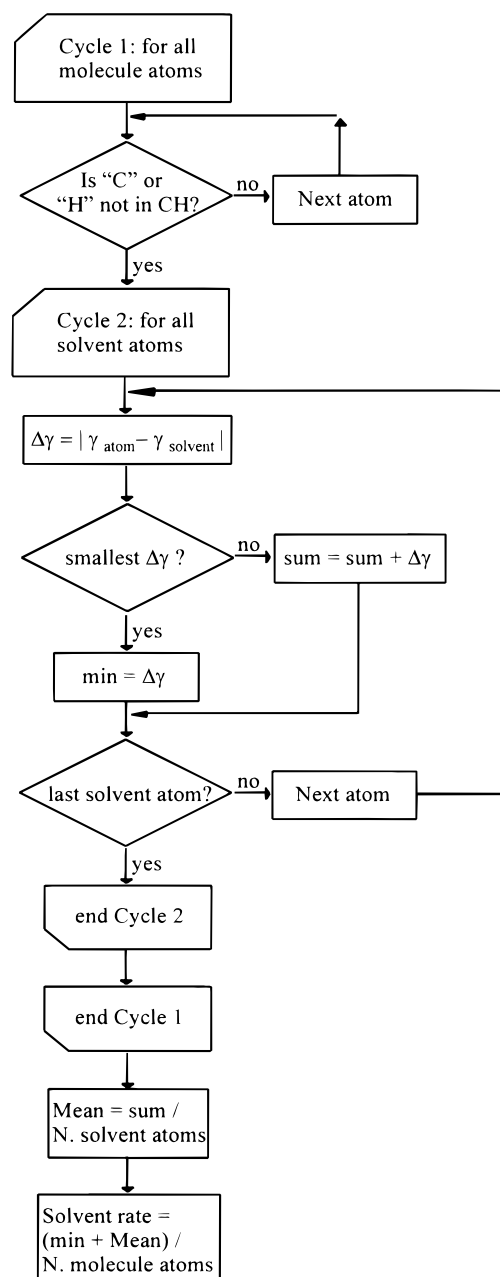 Cycle 1: for all
molecule atoms
Is “C” or
“H” not in CH?
no
Next atom
yes
Cycle 2: for all
solvent atoms
Δγ = | γ atom − γ solvent |
smallest Δγ ?
no
sum = sum + Δγ
yes
min = Δγ
last solvent atom?
no
Next atom
yes
end Cycle 2
end Cycle 1
Mean = sum /
N. solvent atoms
Solvent rate =
(min + Mean) /
N. molecule atoms